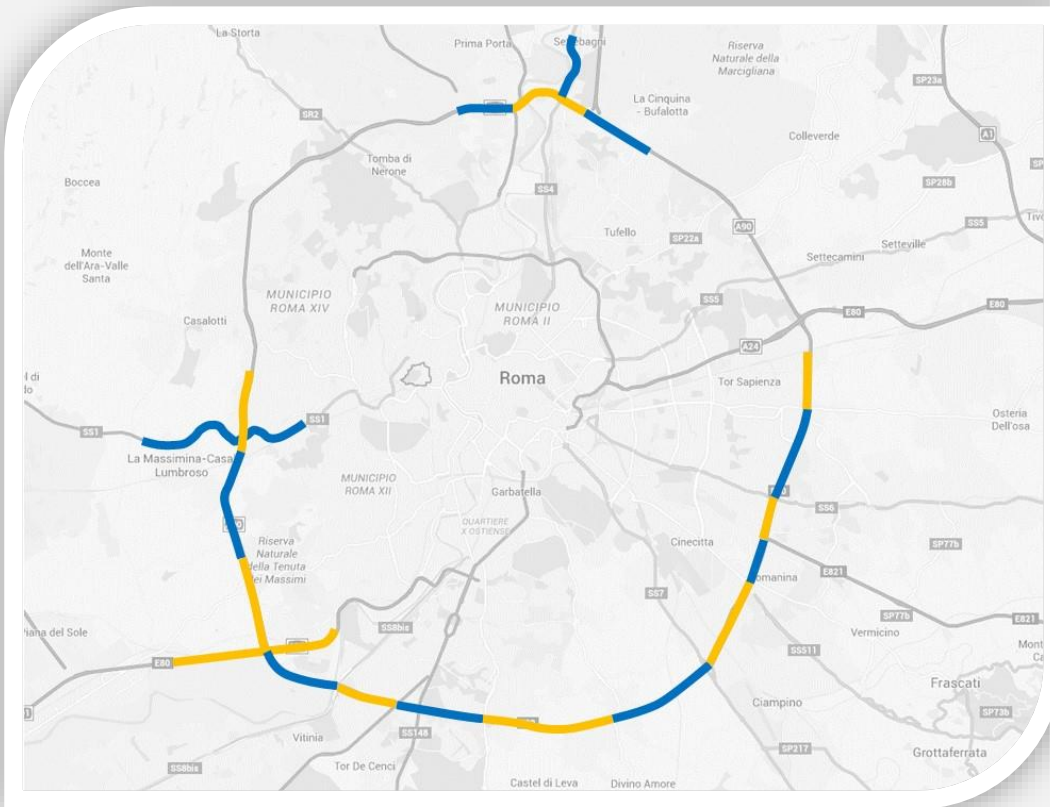 La Storta
Prima Porta
Riserva
Naturale della
Marcigliana
SP23a
SR2
La Cinquina
- Bufalotta
Colleverde
A1
Tomba di
Nerone
Boccea
SS4
SP28b
SS5
Tufello
SP22a
A90
Setteville
Monte
dell'Ara-Valle
Santa
Settecamini
MUNICIPIO
ROMA XIV
MUNICIPIO
ROMA II
SS5
E80
E80
Casalotti
A24
Roma
Tor Sapienza
SS1
SS1
Osteria
Dell'osa
La Massimina-Casal
Lumbroso
MUNICIPIO
ROMA XII
Garbatella
SS6
QUARTIERE
X OSTIENSE
Cinecitta
Riserva
Naturale
della Tenuta
dei Massimi
SP77b
E821
SS7
SP77b
E821
SS8bis
Vermicino
E80
SS511
Frascati
Ciampino
SP73b
Vitinia
SS148
SP217
Grottaferrata
SS8bis
Tor De Cenci
Castel di Leva
Divino Amore